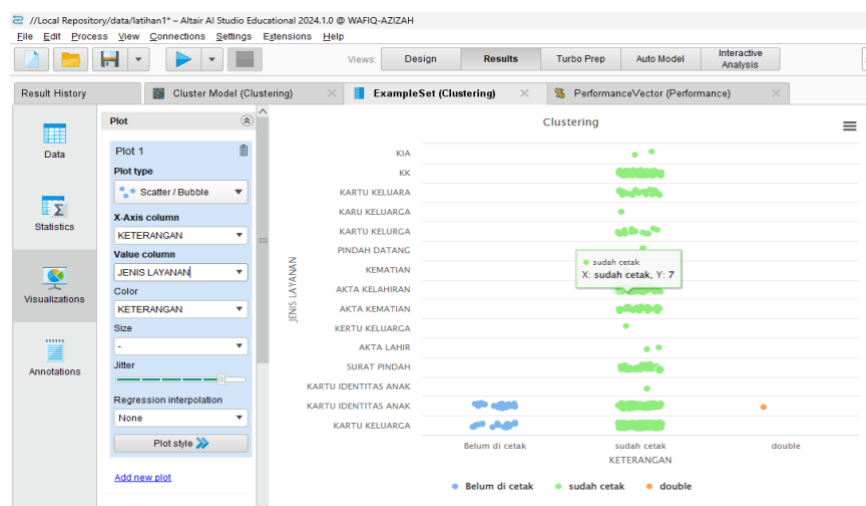 //Local Repository/data/latihan1* – Altair AI Studio Educational 2024.1.0 @ WAFIQ-AZIZAH
File Edit Process View Connections Settings Extensions Help
Views: Design Results Turbo Prep Auto Model Interactive Analysis
Result History Cluster Model (Clustering) ExampleSet (Clustering) PerformanceVector (Performance)
Data
Statistics
Visualizations
Annotations
Plot
Plot 1
Plot type
Scatter / Bubble
X-Axis column
KETERANGAN
Value column
JENIS LAYANAN
Color
KETERANGAN
Size
-
Jitter
Regression interpolation
None
Plot style
Add new plot
Clustering
JENIS LAYANAN
KIA
KK
KARTU KELUARA
KARU KELUARGA
KARTU KELURGA
PINDAH DATANG
KEMATIAN
AKTA KELAHIRAN
AKTA KEMATIAN
KERTU KELUARGA
AKTA LAHIR
SURAT PINDAH
KARTU IDENTITAS ANAK
KARTU IDENTITAS ANAK
KARTU KELUARGA
sudah cetak
X: sudah cetak, Y: 7
Belum di cetak sudah cetak double
KETERANGAN
Belum di cetak sudah cetak double